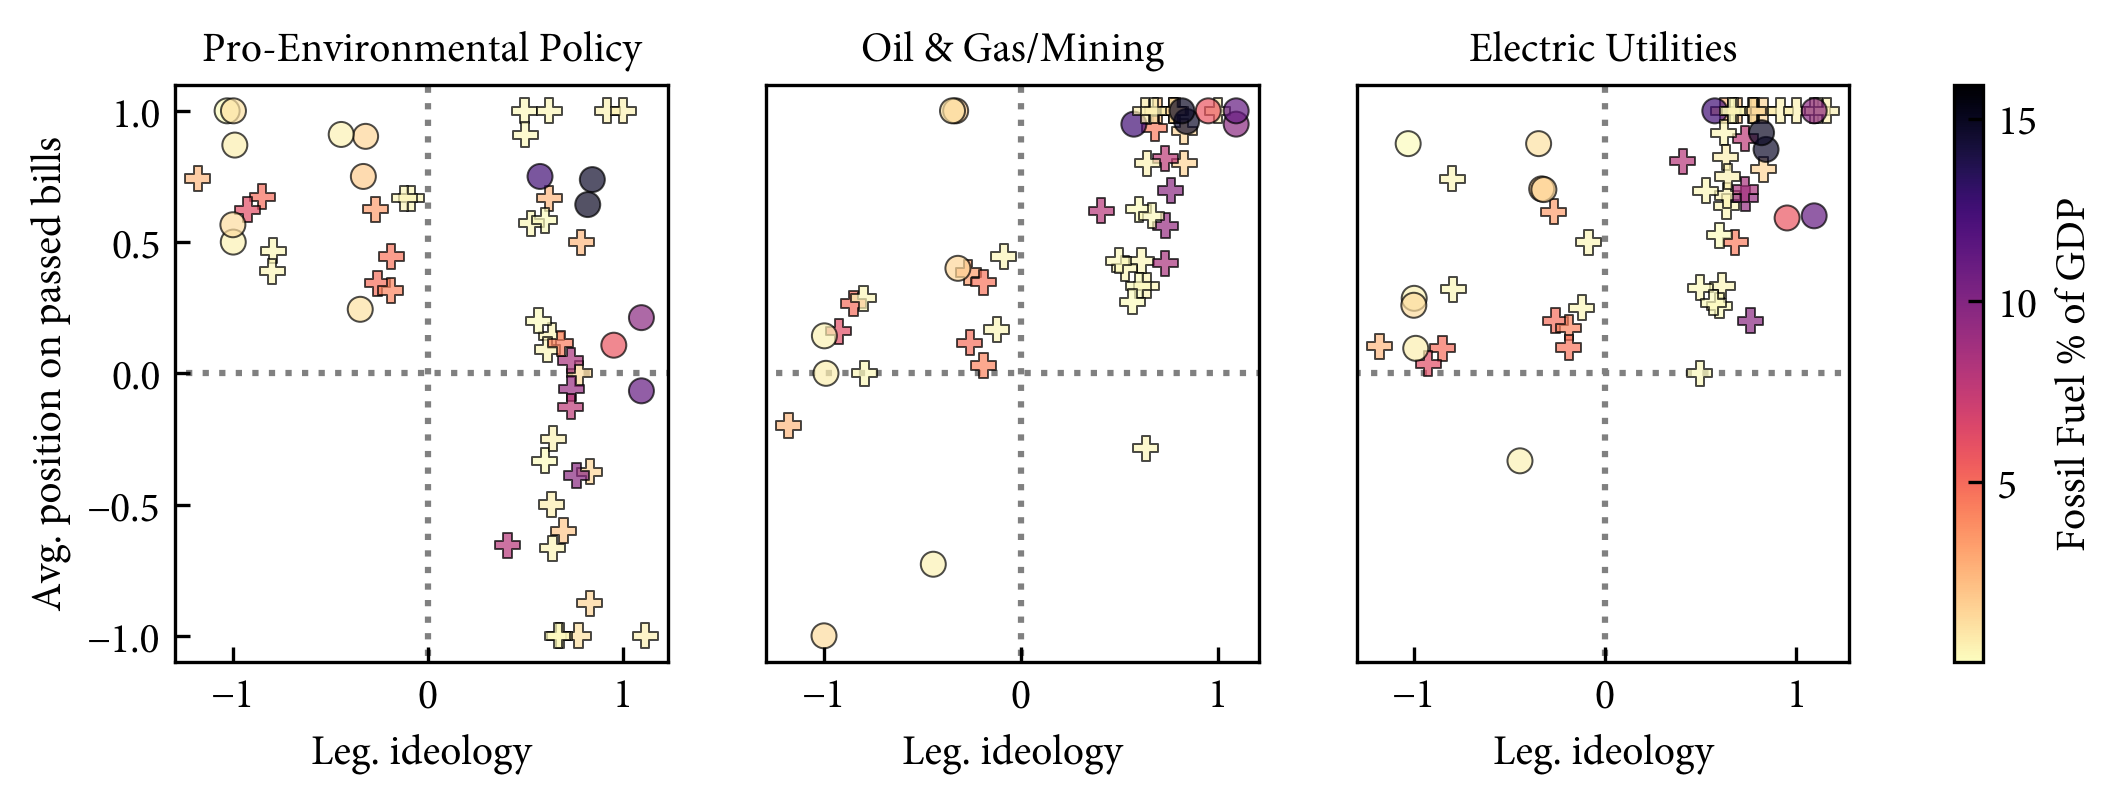 Pro-Environmental Policy
Oil & Gas/Mining
Electric Utilities
Avg. position on passed bills
1.0
0.5
0.0
−0.5
−1.0
−1 0 1
−1 0 1
−1 0 1
Leg. ideology
Leg. ideology
Leg. ideology
15
10
5
Fossil Fuel % of GDP